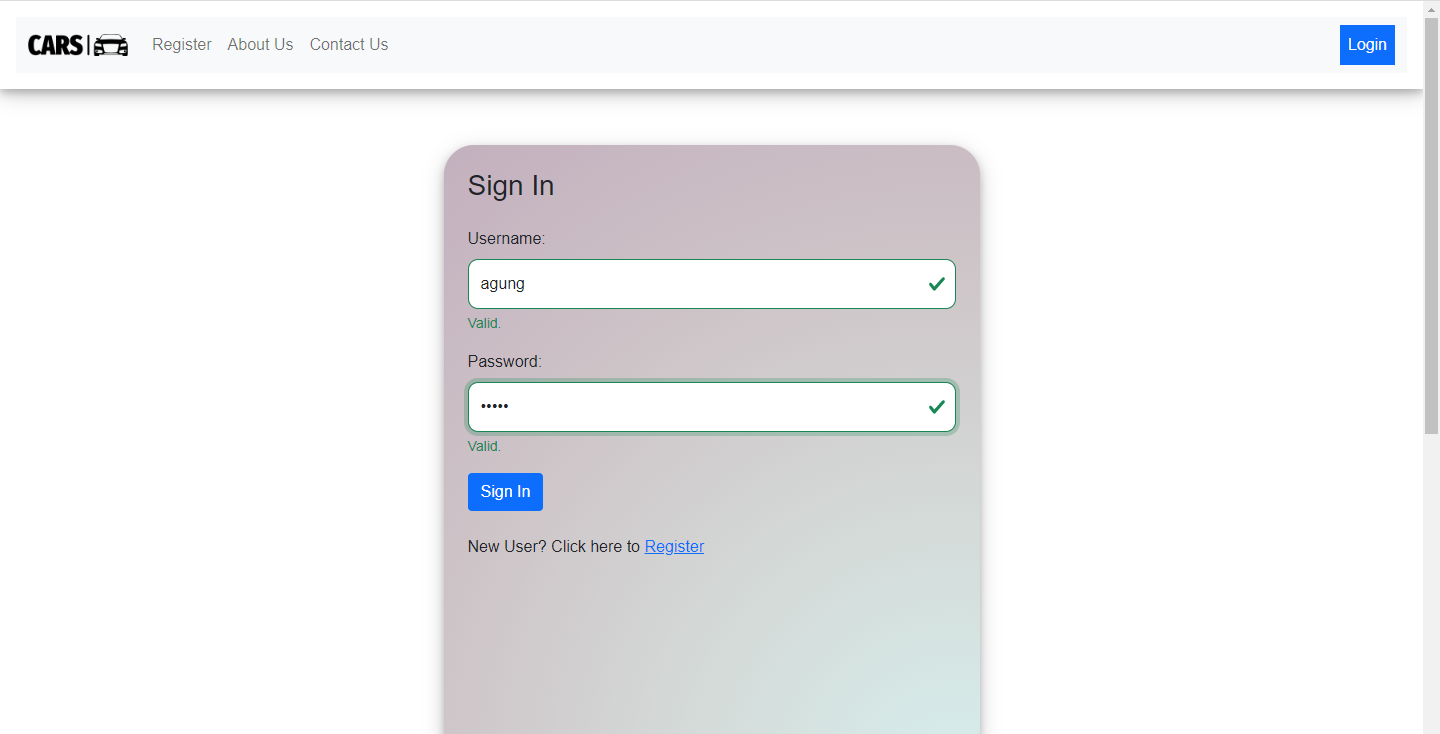 CARS| Register About Us Contact Us Login
Sign In
Username:
agung
Valid.
Password:
•••••
Valid.
Sign In
New User? Click here to Register